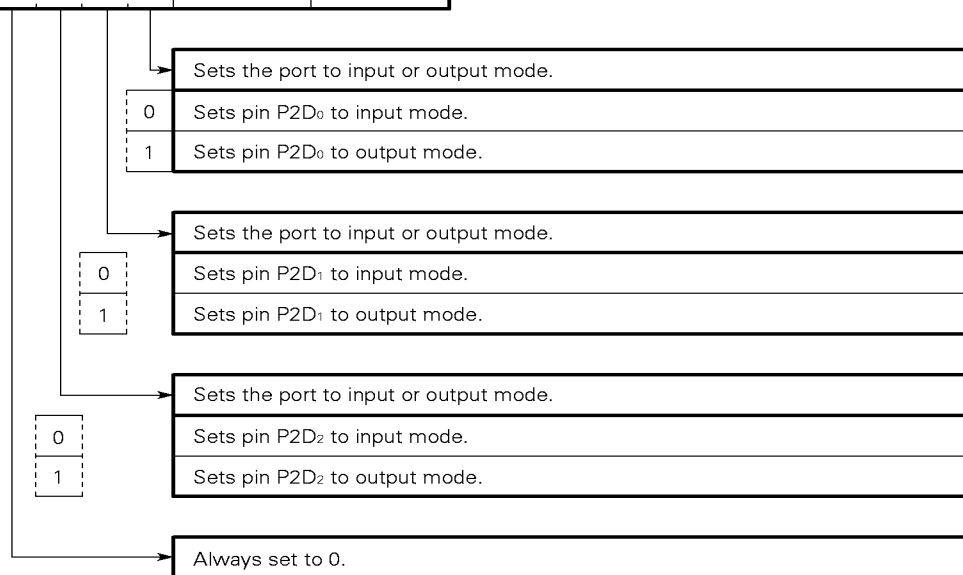 Sets the port to input or output mode.
0 Sets pin P2D₀ to input mode.
1 Sets pin P2D₀ to output mode.
Sets the port to input or output mode.
0 Sets pin P2D₁ to input mode.
1 Sets pin P2D₁ to output mode.
Sets the port to input or output mode.
0 Sets pin P2D₂ to input mode.
1 Sets pin P2D₂ to output mode.
Always set to 0.